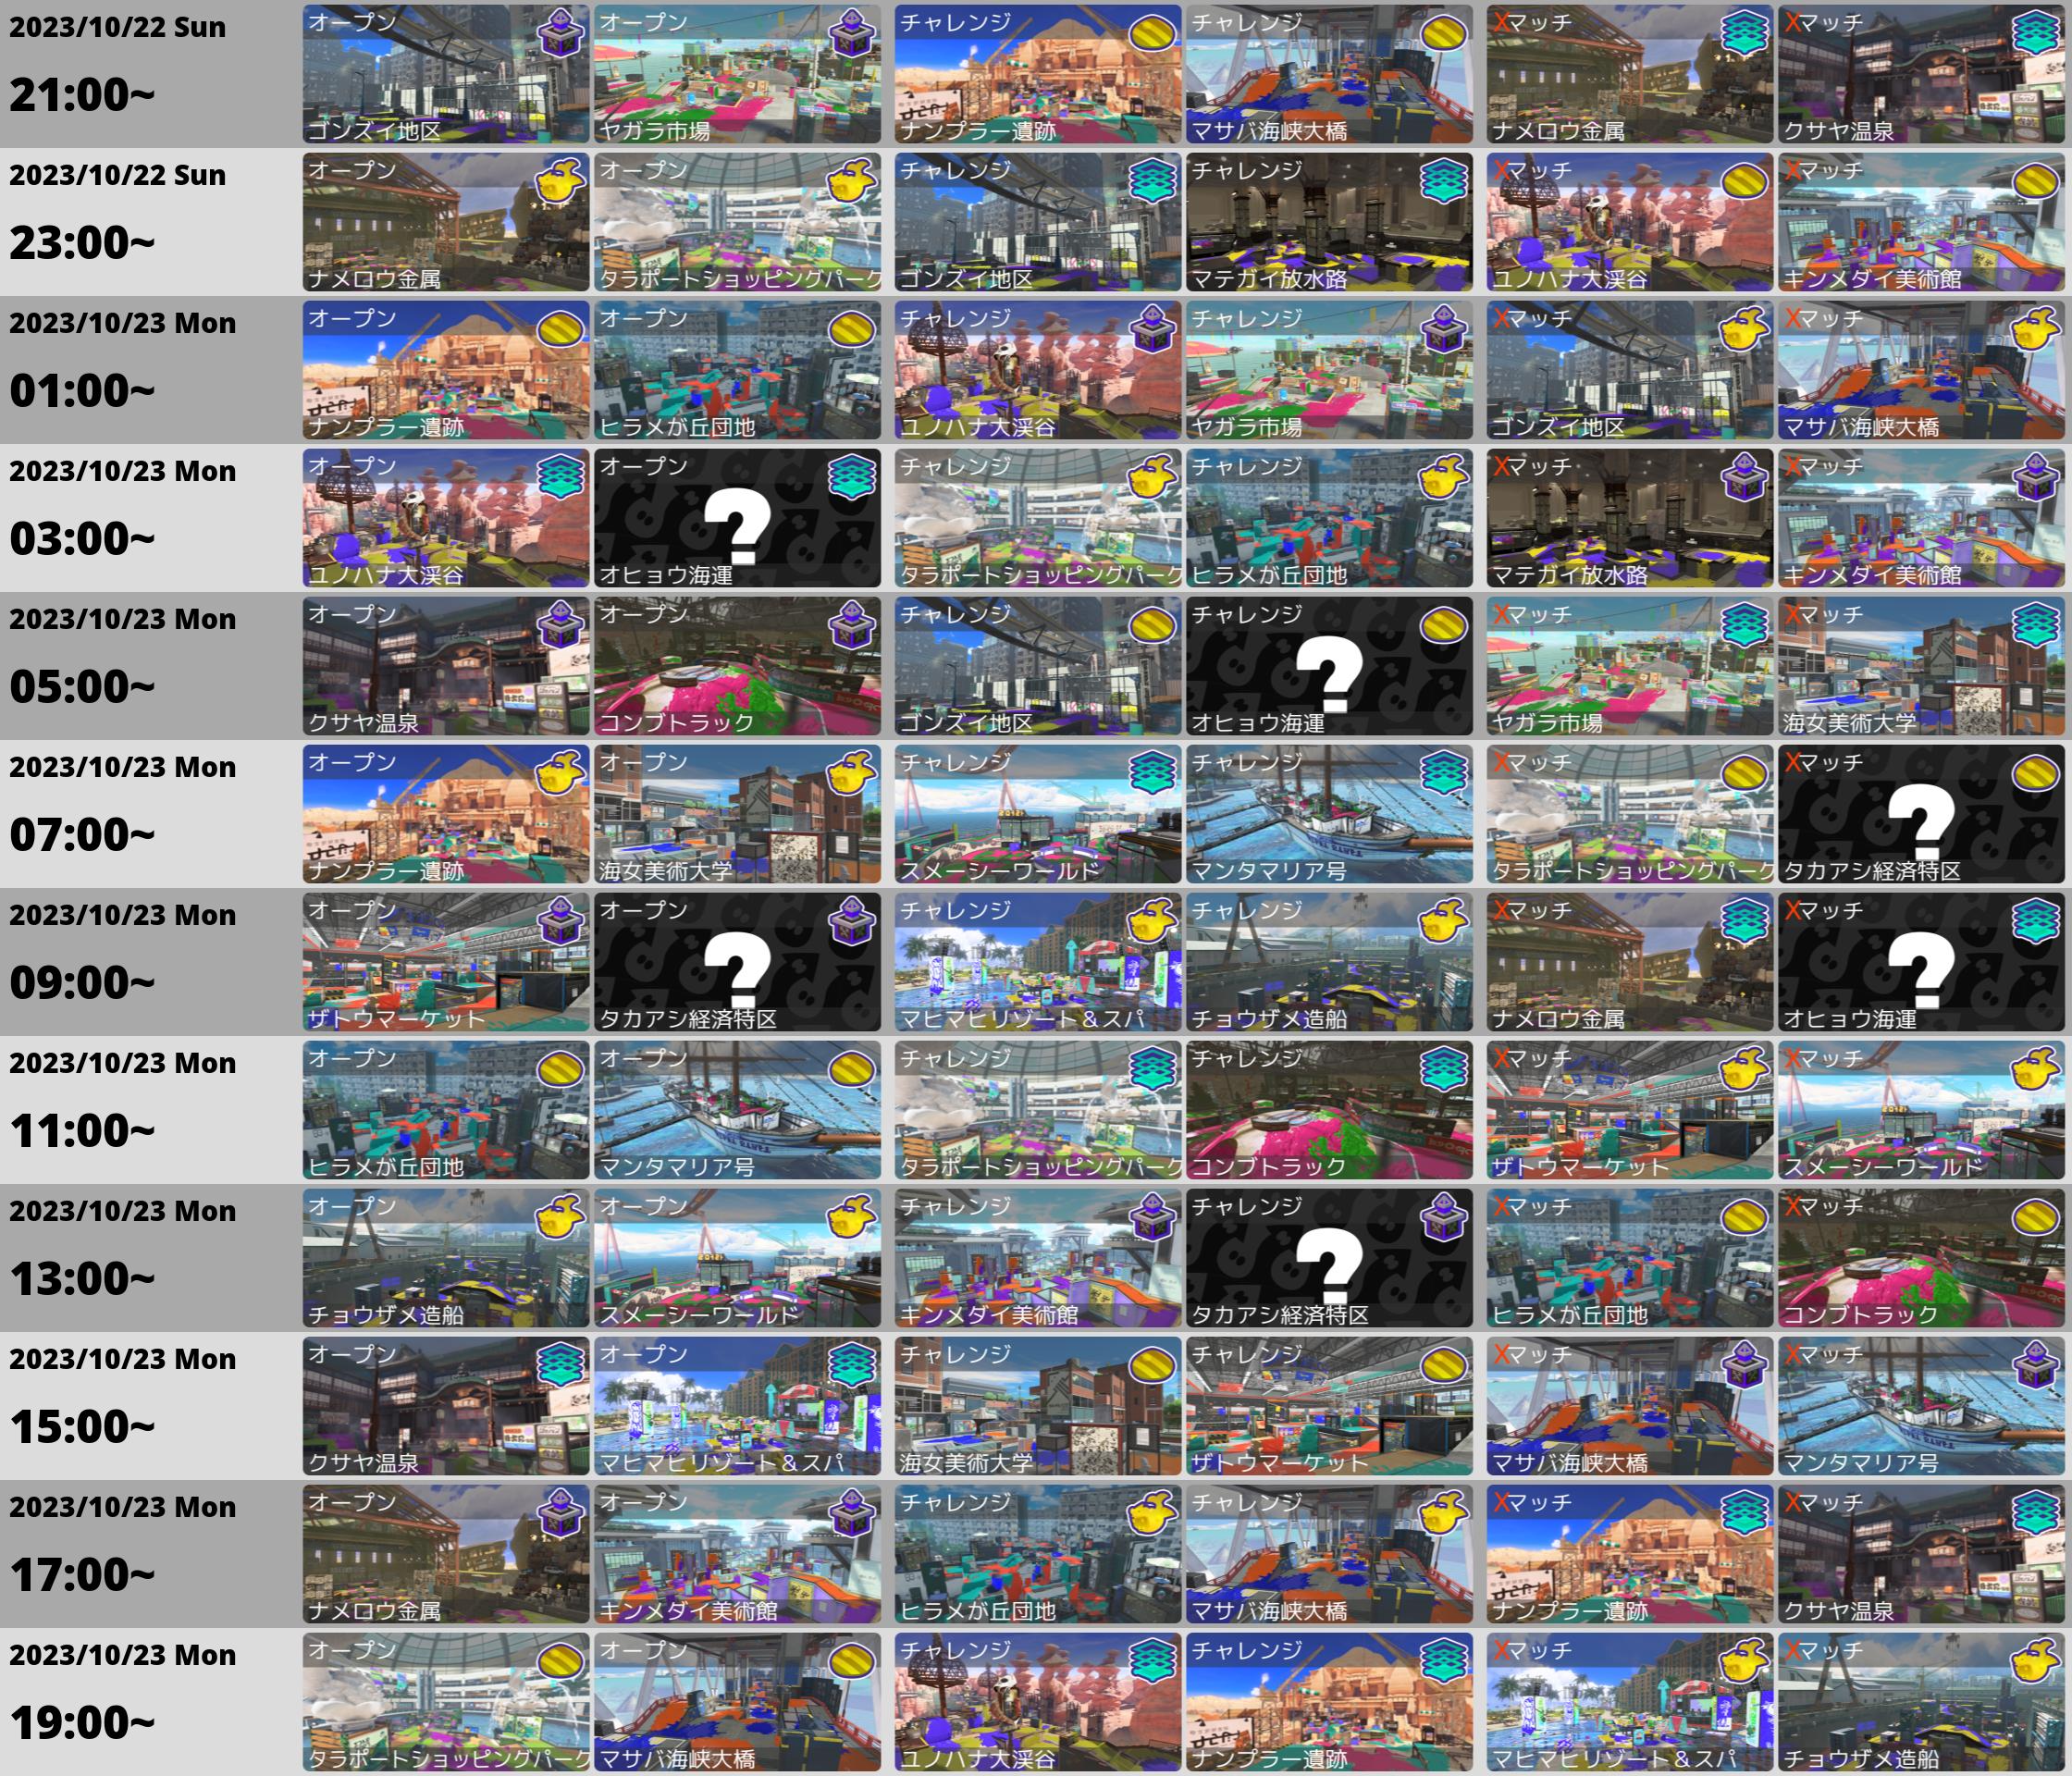 2023/10/22 Sun
21:00~
オープン オープン チャレンジ チャレンジ Xマッチ Xマッチ
ゴンズイ地区 ヤガラ市場 ナンプラー遺跡 マサバ海峡大橋 ナメロウ金属 クサヤ温泉
2023/10/22 Sun
23:00~
オープン オープン チャレンジ チャレンジ Xマッチ Xマッチ
ナメロウ金属 タラポートショッピングパーク ゴンズイ地区 マテガイ放水路 ユノハナ大渓谷 キンメダイ美術館
2023/10/23 Mon
01:00~
オープン オープン チャレンジ チャレンジ Xマッチ Xマッチ
ナンプラー遺跡 ヒラメが丘団地 ユノハナ大渓谷 ヤガラ市場 ゴンズイ地区 マサバ海峡大橋
2023/10/23 Mon
03:00~
オープン オープン チャレンジ チャレンジ Xマッチ Xマッチ
ユノハナ大渓谷 オヒョウ海運 タラポートショッピングパーク ヒラメが丘団地 マテガイ放水路 キンメダイ美術館
2023/10/23 Mon
05:00~
オープン オープン チャレンジ チャレンジ Xマッチ Xマッチ
クサヤ温泉 コンブトラック ゴンズイ地区 オヒョウ海運 ヤガラ市場 海女美術大学
2023/10/23 Mon
07:00~
オープン オープン チャレンジ チャレンジ Xマッチ Xマッチ
ナンプラー遺跡 海女美術大学 スメーシーワールド マンタマリア号 タラポートショッピングパーク タカアシ経済特区
2023/10/23 Mon
09:00~
オープン オープン チャレンジ チャレンジ Xマッチ Xマッチ
ザトウマーケット タカアシ経済特区 マヒマヒリゾート＆スパ チョウザメ造船 ナメロウ金属 オヒョウ海運
2023/10/23 Mon
11:00~
オープン オープン チャレンジ チャレンジ Xマッチ Xマッチ
ヒラメが丘団地 マンタマリア号 タラポートショッピングパーク コンブトラック ザトウマーケット スメーシーワールド
2023/10/23 Mon
13:00~
オープン オープン チャレンジ チャレンジ Xマッチ Xマッチ
チョウザメ造船 スメーシーワールド キンメダイ美術館 タカアシ経済特区 ヒラメが丘団地 コンブトラック
2023/10/23 Mon
15:00~
オープン オープン チャレンジ チャレンジ Xマッチ Xマッチ
クサヤ温泉 マヒマヒリゾート＆スパ 海女美術大学 ザトウマーケット マサバ海峡大橋 マンタマリア号
2023/10/23 Mon
17:00~
オープン オープン チャレンジ チャレンジ Xマッチ Xマッチ
ナメロウ金属 キンメダイ美術館 ヒラメが丘団地 マサバ海峡大橋 ナンプラー遺跡 クサヤ温泉
2023/10/23 Mon
19:00~
オープン オープン チャレンジ チャレンジ Xマッチ Xマッチ
タラポートショッピングパーク マサバ海峡大橋 ユノハナ大渓谷 ナンプラー遺跡 マヒマヒリゾート＆スパ チョウザメ造船